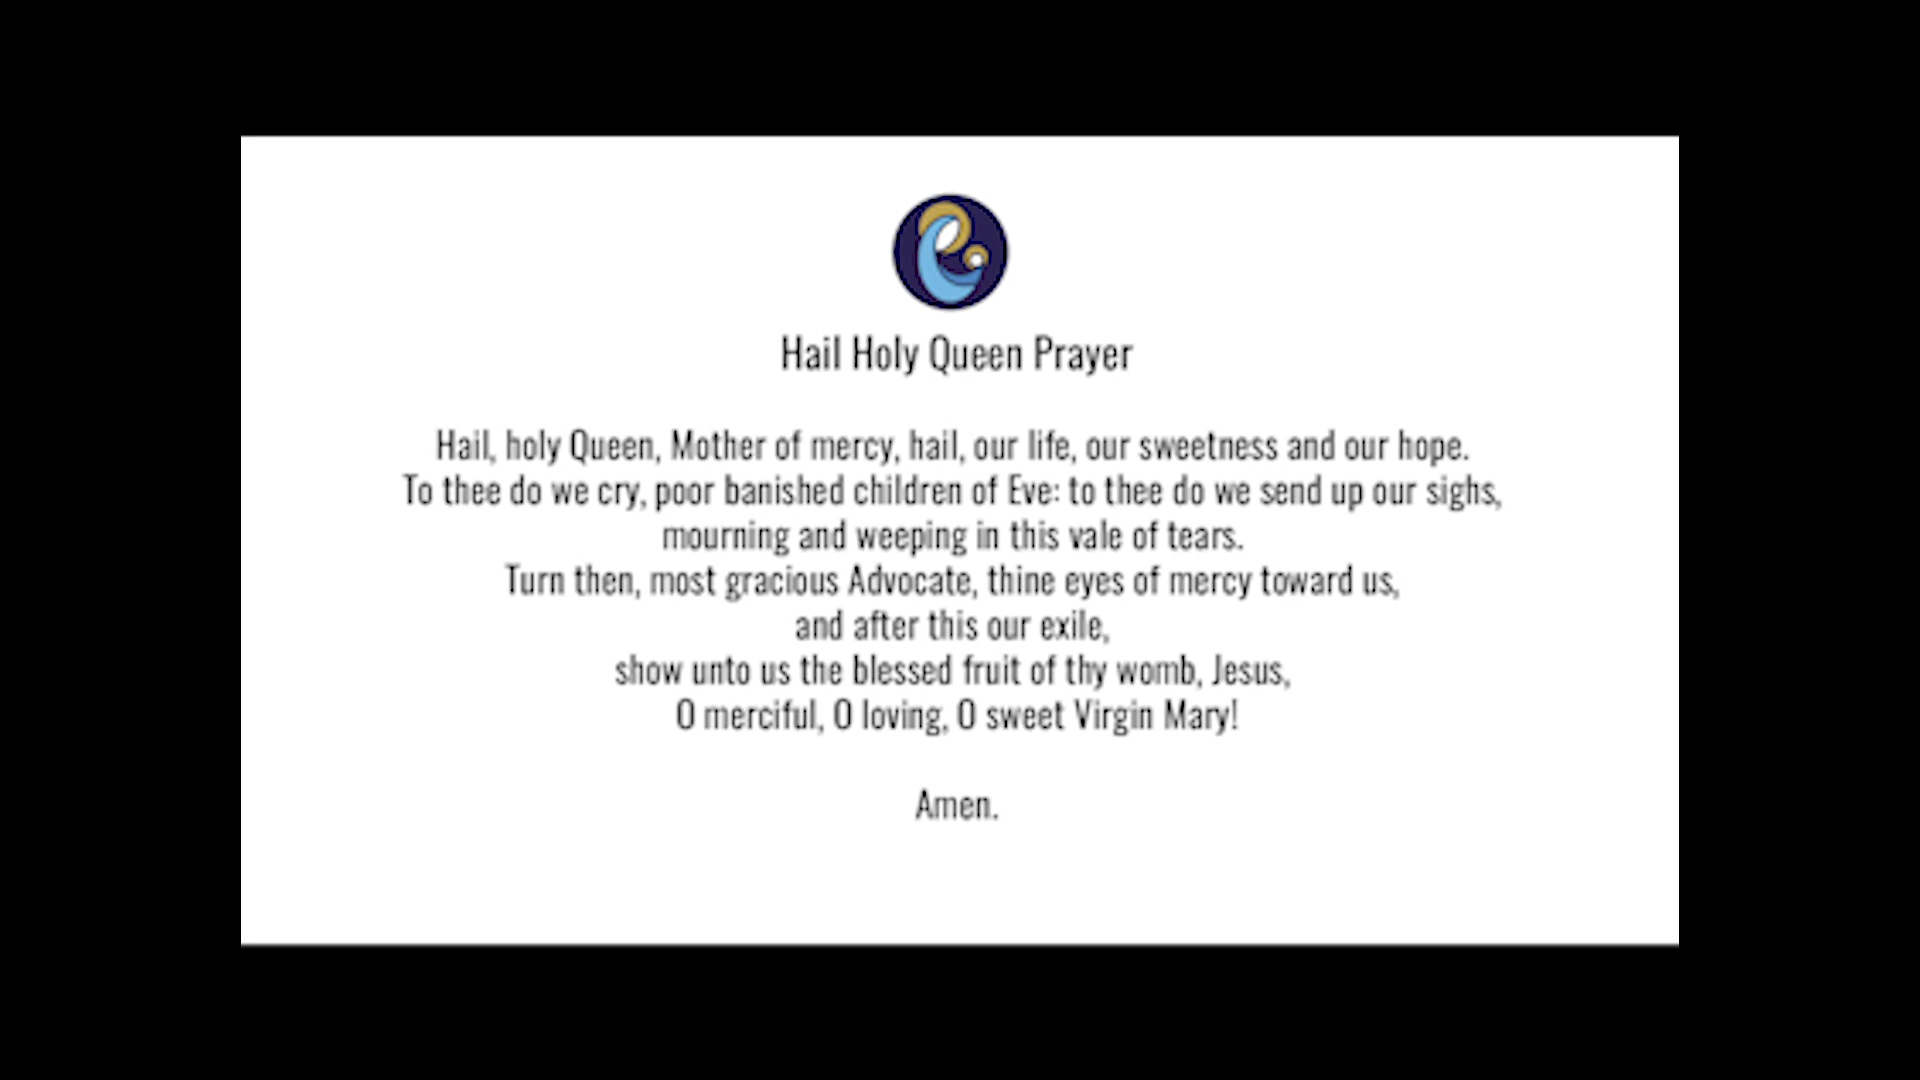 Hail Holy Queen Prayer
Hail, holy Queen, Mother of mercy, hail, our life, our sweetness and our hope.
To thee do we cry, poor banished children of Eve: to thee do we send up our sighs,
mourning and weeping in this vale of tears.
Turn then, most gracious Advocate, thine eyes of mercy toward us,
and after this our exile,
show unto us the blessed fruit of thy womb, Jesus,
O merciful, O loving, O sweet Virgin Mary!
Amen.